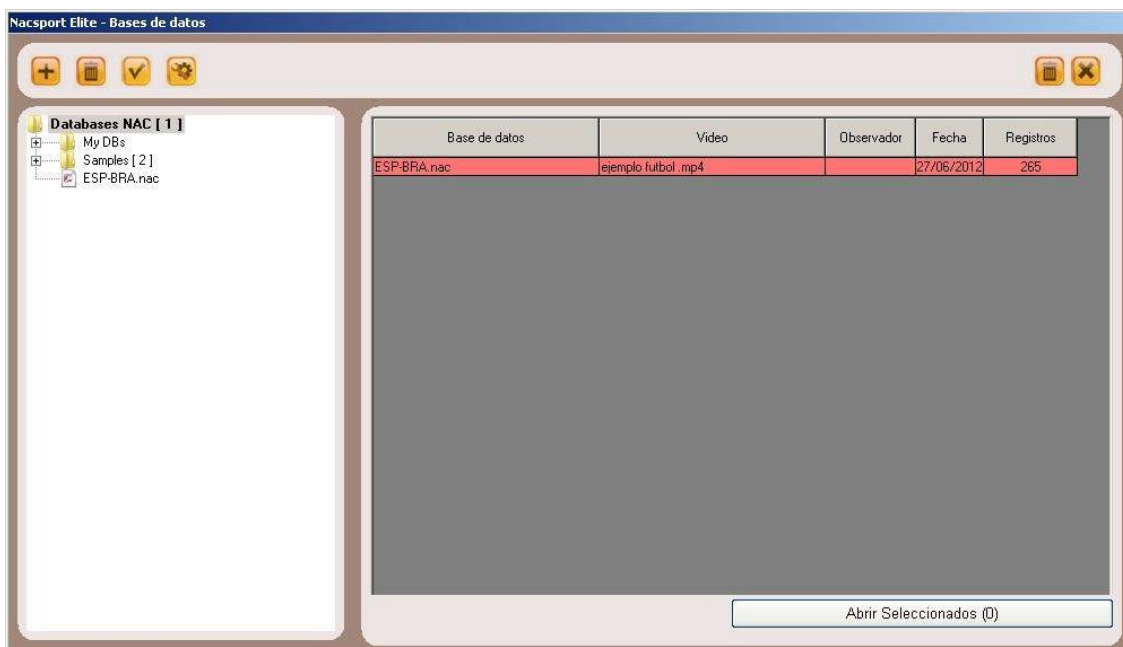 Nacsport Elite - Bases de datos
Databases NAC [ 1 ]
My DBs
Samples [ 2 ]
ESP-BRA.nac
Base de datos Video Observador Fecha Registros
ESP-BRA.nac ejemplo futbol .mp4 27/06/2012 265
Abrir Seleccionados (0)